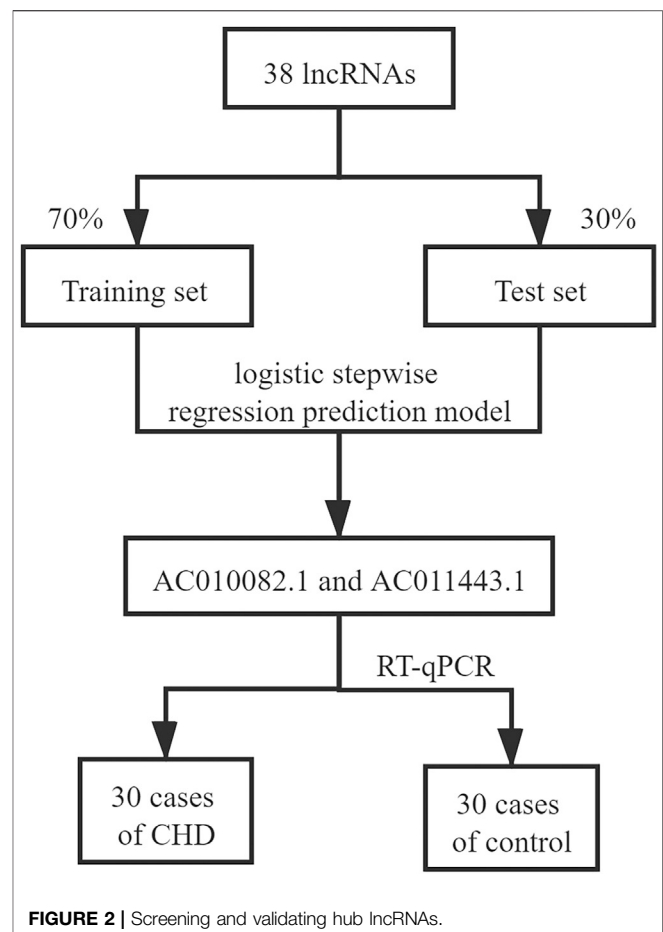 38 lncRNAs
70%
30%
Training set
Test set
logistic stepwise
regression prediction model
AC010082.1 and AC011443.1
RT-qPCR
30 cases
of CHD
30 cases
of control
FIGURE 2 | Screening and validating hub lncRNAs.